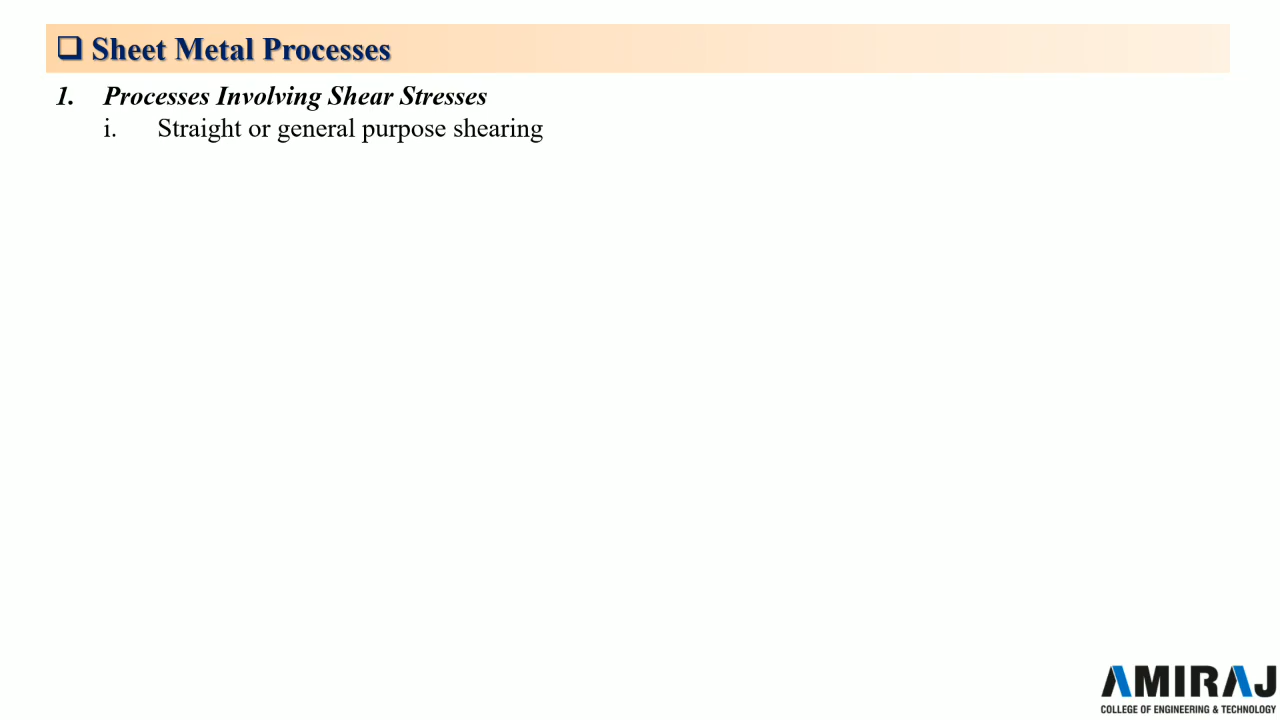 ❑ Sheet Metal Processes
1. Processes Involving Shear Stresses
i. Straight or general purpose shearing
AMIRAJ
COLLEGE OF ENGINEERING & TECHNOLOGY